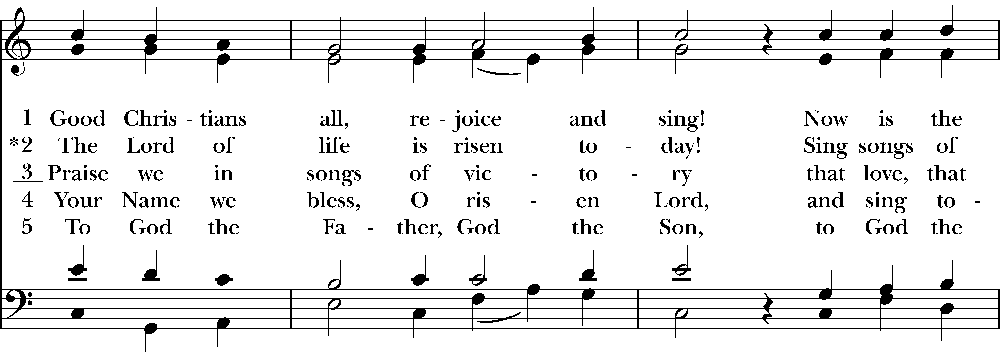 1 Good Chris - tians all, re - joice and sing! Now is the
*2 The Lord of life is risen to - day! Sing songs of
3 Praise we in songs of vic - to - ry that love, that
4 Your Name we bless, O ris - en Lord, and sing to -
5 To God the Fa - ther, God the Son, to God the